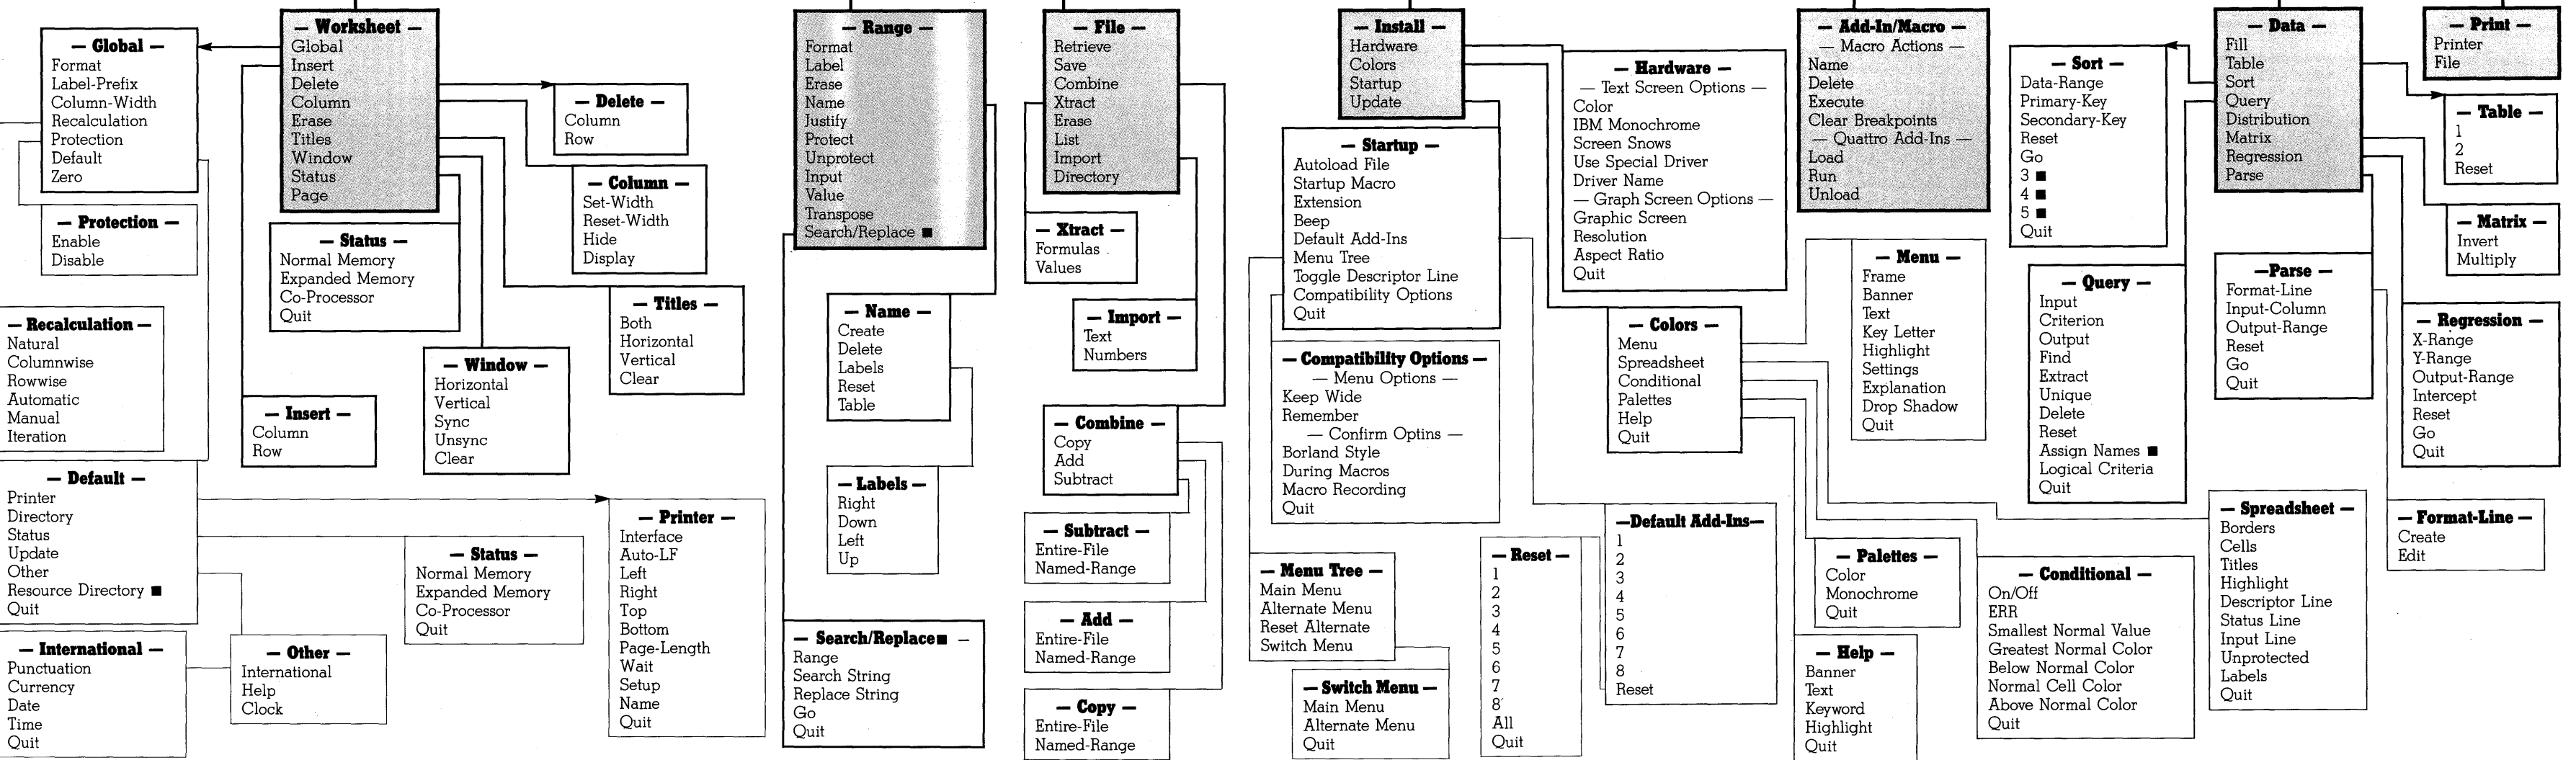 — Global —
Format
Label-Prefix
Column-Width
Recalculation
Protection
Default
Zero
— Protection —
Enable
Disable
— Recalculation —
Natural
Columnwise
Rowwise
Automatic
Manual
Iteration
— Default —
Printer
Directory
Status
Update
Other
Resource Directory ■
Quit
— International —
Punctuation
Currency
Date
Time
Quit
— Worksheet —
Global
Insert
Delete
Column
Erase
Titles
Window
Status
Page
— Status —
Normal Memory
Expanded Memory
Co-Processor
Quit
— Insert —
Column
Row
— Other —
International
Help
Clock
— Delete —
Column
Row
— Column —
Set-Width
Reset-Width
Hide
Display
— Titles —
Both
Horizontal
Vertical
Clear
— Window —
Horizontal
Vertical
Sync
Unsync
Clear
— Status —
Normal Memory
Expanded Memory
Co-Processor
Quit
— Printer —
Interface
Auto-LF
Left
Right
Top
Bottom
Page-Length
Wait
Setup
Name
Quit
— Range —
Format
Label
Erase
Name
Justify
Protect
Unprotect
Input
Value
Transpose
Search/Replace ■
— Name —
Create
Delete
Labels
Reset
Table
— Labels —
Right
Down
Left
Up
— Search/Replace■ —
Range
Search String
Replace String
Go
Quit
— File —
Retrieve
Save
Combine
Xtract
Erase
List
Import
Directory
— Xtract —
Formulas
Values
— Import —
Text
Numbers
— Combine —
Copy
Add
Subtract
— Subtract —
Entire-File
Named-Range
— Add —
Entire-File
Named-Range
— Copy —
Entire-File
Named-Range
— Install —
Hardware
Colors
Startup
Update
— Startup —
Autoload File
Startup Macro
Extension
Beep
Default Add-Ins
Menu Tree
Toggle Descriptor Line
Compatibility Options
Quit
— Compatibility Options —
— Menu Options —
Keep Wide
Remember
— Confirm Optins —
Borland Style
During Macros
Macro Recording
Quit
— Menu Tree —
Main Menu
Alternate Menu
Reset Alternate
Switch Menu
— Switch Menu —
Main Menu
Alternate Menu
Quit
— Reset —
1
2
3
4
5
6
7
8
All
Quit
— Hardware —
— Text Screen Options —
Color
IBM Monochrome
Screen Snows
Use Special Driver
Driver Name
— Graph Screen Options —
Graphic Screen
Resolution
Aspect Ratio
Quit
— Colors —
Menu
Spreadsheet
Conditional
Palettes
Help
Quit
—Default Add-Ins—
1
2
3
4
5
6
7
8
Reset
— Add-In/Macro —
— Macro Actions —
Name
Delete
Execute
Clear Breakpoints
— Quattro Add-Ins —
Load
Run
Unload
— Menu —
Frame
Banner
Text
Key Letter
Highlight
Settings
Explanation
Drop Shadow
Quit
— Palettes —
Color
Monochrome
Quit
— Help —
Banner
Text
Keyword
Highlight
Quit
— Conditional —
On/Off
ERR
Smallest Normal Value
Greatest Normal Color
Below Normal Color
Normal Cell Color
Above Normal Color
Quit
— Sort —
Data-Range
Primary-Key
Secondary-Key
Reset
Go
3 ■
4 ■
5 ■
Quit
— Query —
Input
Criterion
Output
Find
Extract
Unique
Delete
Reset
Assign Names ■
Logical Criteria
Quit
— Data —
Fill
Table
Sort
Query
Distribution
Matrix
Regression
Parse
—Parse —
Format-Line
Input-Column
Output-Range
Reset
Go
Quit
— Spreadsheet —
Borders
Cells
Titles
Highlight
Descriptor Line
Status Line
Input Line
Unprotected
Labels
Quit
— Print —
Printer
File
— Table —
1
2
Reset
— Matrix —
Invert
Multiply
— Regression —
X-Range
Y-Range
Output-Range
Intercept
Reset
Go
Quit
— Format-Line —
Create
Edit